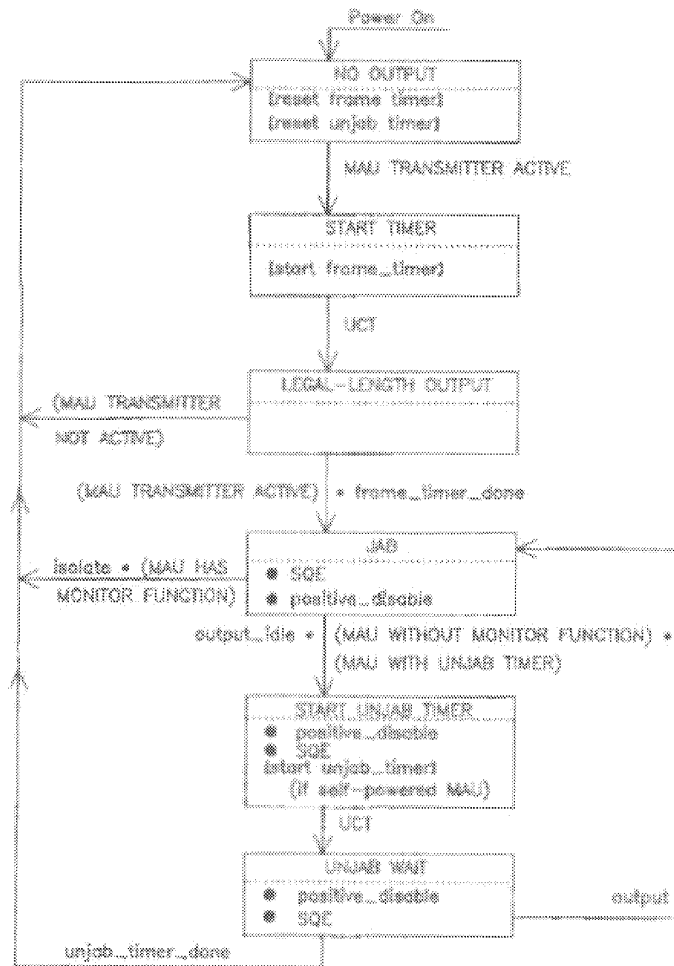 Power On
NO OUTPUT
[reset frame timer]
[reset unjab timer]
MAU TRANSMITTER ACTIVE
START TIMER
[start frame_timer]
UCT
LEGAL-LENGTH OUTPUT
(MAU TRANSMITTER
NOT ACTIVE)
(MAU TRANSMITTER ACTIVE) * frame_timer_done
JAB
isolate * (MAU HAS
MONITOR FUNCTION)
● SQE
● positive_disable
output_idle * (MAU WITHOUT MONITOR FUNCTION) *
(MAU WITH UNJAB TIMER)
START UNJAB TIMER
● positive_disable
● SQE
[start unjab_timer]
(if self-powered MAU)
UCT
UNJAB WAIT
● positive_disable
● SQE
output
unjab_timer_done